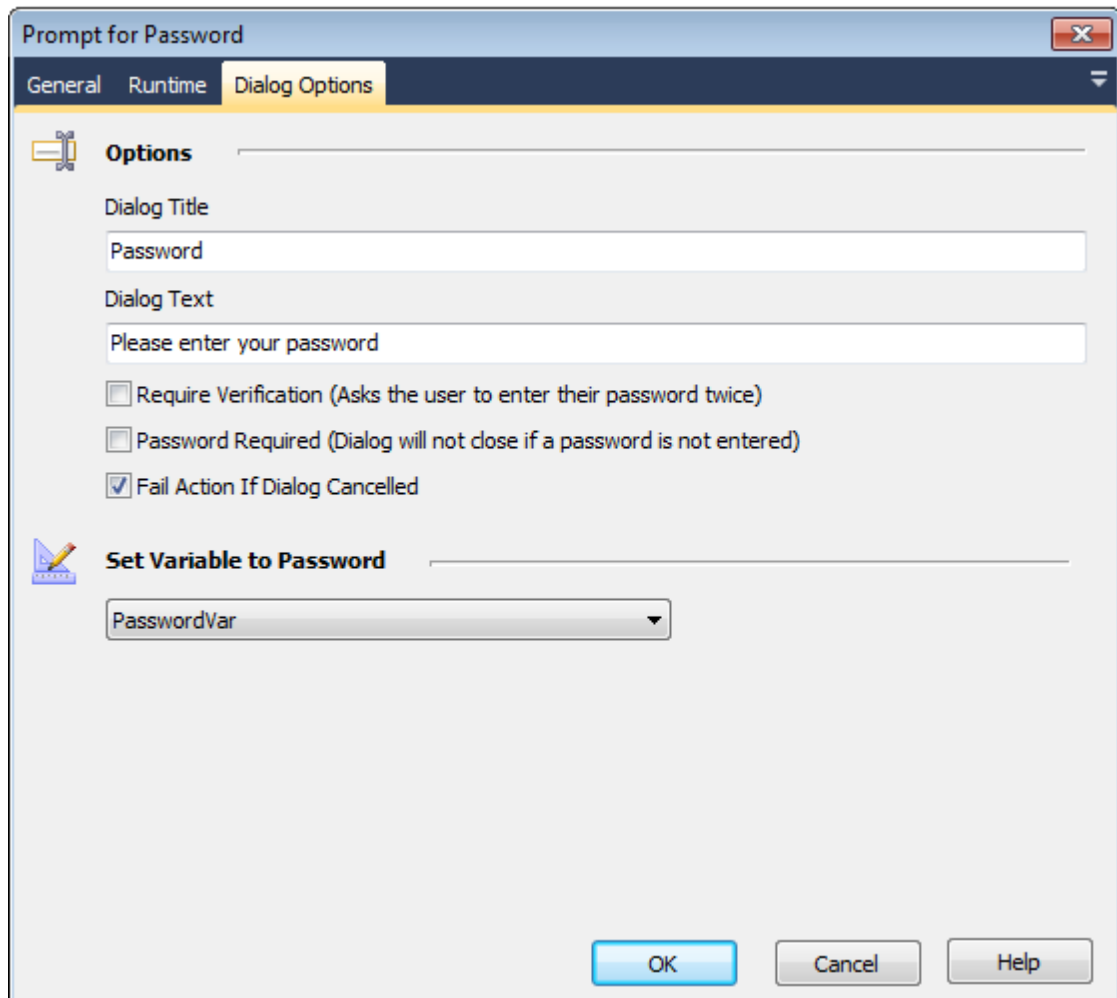 Prompt for Password
General Runtime Dialog Options
Options
Dialog Title
Password
Dialog Text
Please enter your password
Require Verification (Asks the user to enter their password twice)
Password Required (Dialog will not close if a password is not entered)
Fail Action If Dialog Cancelled
Set Variable to Password
PasswordVar
OK Cancel Help